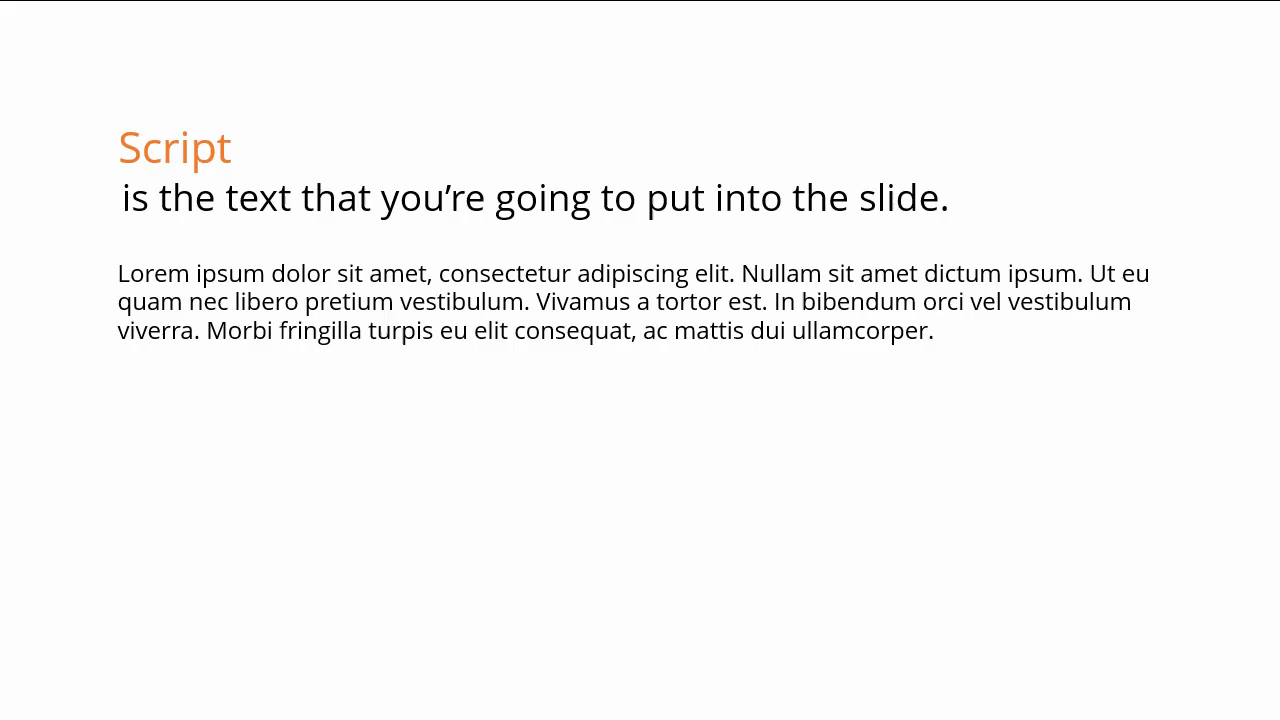 Script
is the text that you’re going to put into the slide.
Lorem ipsum dolor sit amet, consectetur adipiscing elit. Nullam sit amet dictum ipsum. Ut eu
quam nec libero pretium vestibulum. Vivamus a tortor est. In bibendum orci vel vestibulum
viverra. Morbi fringilla turpis eu elit consequat, ac mattis dui ullamcorper.